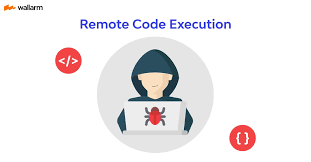 wallarm
Remote Code Execution
</>
{ }